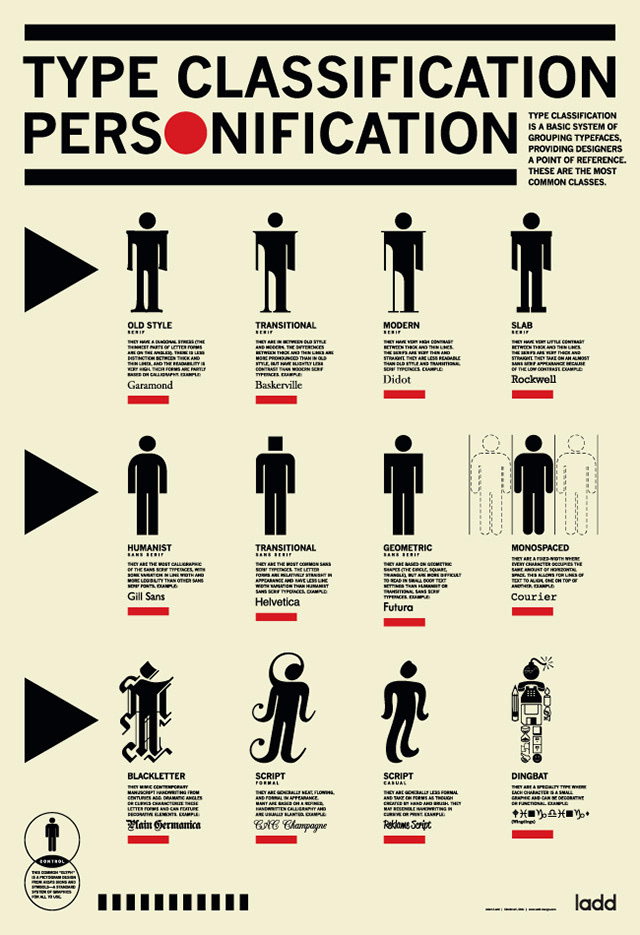 TYPE CLASSIFICATION
PERS NIFICATION
TYPE CLASSIFICATION
IS A BASIC SYSTEM OF
GROUPING TYPEFACES,
PROVIDING DESIGNERS
A POINT OF REFERENCE.
THESE ARE THE MOST
COMMON CLASSES.
OLD STYLE
SERIF
THEY HAVE A DIAGONAL STRESS (THE
THINNEST PARTS OF LETTER FORMS
ARE ON THE ANGLES). THERE IS LESS
DISTINCTION BETWEEN THICK AND
THIN LINES, AND THE READABILITY IS
VERY HIGH. THEIR FORMS ARE PARTLY
BASED ON CALLIGRAPHY. EXAMPLE:
Garamond
TRANSITIONAL
SERIF
THEY ARE IN BETWEEN OLD STYLE
AND MODERN. THE DIFFERENCES
BETWEEN THICK AND THIN LINES ARE
MORE PRONOUNCED THAN IN OLD
STYLE, BUT HAVE SLIGHTLY LESS
CONTRAST THAN MODERN SERIF
TYPEFACES. EXAMPLE:
Baskerville
MODERN
SERIF
THEY HAVE VERY HIGH CONTRAST
BETWEEN THICK AND THIN LINES.
THE SERIFS ARE VERY THIN AND
STRAIGHT. THEY ARE LESS READABLE
THAN OLD STYLE AND TRANSITIONAL
SERIF TYPEFACES. EXAMPLE:
Didot
SLAB
SERIF
THEY HAVE VERY LITTLE CONTRAST
BETWEEN THICK AND THIN LINES.
THE SERIFS ARE VERY THICK AND
STRAIGHT. THEY TAKE ON AN ALMOST
SANS SERIF APPEARANCE BECAUSE
OF THE LOW CONTRAST. EXAMPLE:
Rockwell
HUMANIST
SANS SERIF
THEY ARE THE MOST CALLIGRAPHIC
OF THE SANS SERIF TYPEFACES, WITH
SOME VARIATION IN LINE WIDTH AND
MORE LEGIBILITY THAN OTHER SANS
SERIF FONTS. EXAMPLE:
Gill Sans
TRANSITIONAL
SANS SERIF
THEY ARE THE MOST COMMON SANS
SERIF TYPEFACES. THE LETTER
FORMS ARE RELATIVELY STRAIGHT IN
APPEARANCE AND HAVE LESS LINE
WIDTH VARIATION THAN HUMANIST
SANS SERIF TYPEFACES. EXAMPLE:
Helvetica
GEOMETRIC
SANS SERIF
THEY ARE BASED ON GEOMETRIC
SHAPES (THE CIRCLE, SQUARE,
TRIANGLE), BUT ARE MORE DIFFICULT
TO READ IN SMALL BODY TEXT
SETTINGS THAN HUMANIST OR
TRANSITIONAL SANS SERIF
TYPEFACES. EXAMPLE:
Futura
MONOSPACED
THEY ARE A FIXED-WIDTH WHERE
EVERY CHARACTER OCCUPIES THE
SAME AMOUNT OF HORIZONTAL
SPACE. THIS ALLOWS FOR LINES OF
TEXT TO ALIGN, ONE ON TOP OF
ANOTHER. EXAMPLE:
Courier
BLACKLETTER
THEY MIMIC CONTEMPORARY
MANUSCRIPT HANDWRITING FROM
CENTURIES AGO. DRAMATIC ANGLES
OR CURVES CHARACTERIZE THESE
LETTER FORMS AND CAN FEATURE
DECORATIVE ELEMENTS. EXAMPLE:
Plain Germanica
SCRIPT
FORMAL
THEY ARE GENERALLY NEAT, FLOWING,
AND FORMAL IN APPEARANCE.
MANY ARE BASED ON A REFINED,
HANDWRITTEN CALLIGRAPHY AND
ARE USUALLY SLANTED. EXAMPLE:
CAC Champagne
SCRIPT
CASUAL
THEY ARE GENERALLY LESS FORMAL
AND TAKE ON FORMS AS THOUGH
CREATED BY HAND AND BRUSH. THEY
MAY RESEMBLE HANDWRITING IN
CURSIVE OR PRINT. EXAMPLE:
Reklame Script
DINGBAT
THEY ARE A SPECIALTY TYPE WHERE
EACH CHARACTER IS A SMALL
GRAPHIC AND CAN BE DECORATIVE
OR FUNCTIONAL. EXAMPLE:
(Wingdings)
CONTROL
THIS COMMON "GLYPH"
IS A PICTOGRAM DESIGN
FROM AIGA'S SIGNS AND
SYMBOLS—A STANDARD
SYSTEM OF GRAPHICS
FOR ALL TO USE.
ladd